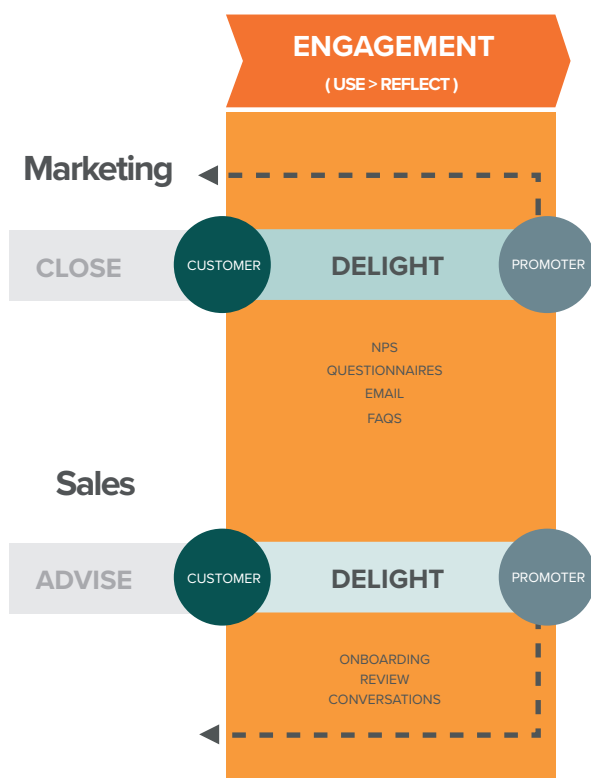 ENGAGEMENT
( USE > REFLECT )
Marketing
CLOSE
CUSTOMER
DELIGHT
PROMOTER
NPS
QUESTIONNAIRES
EMAIL
FAQS
Sales
ADVISE
CUSTOMER
DELIGHT
PROMOTER
ONBOARDING
REVIEW
CONVERSATIONS